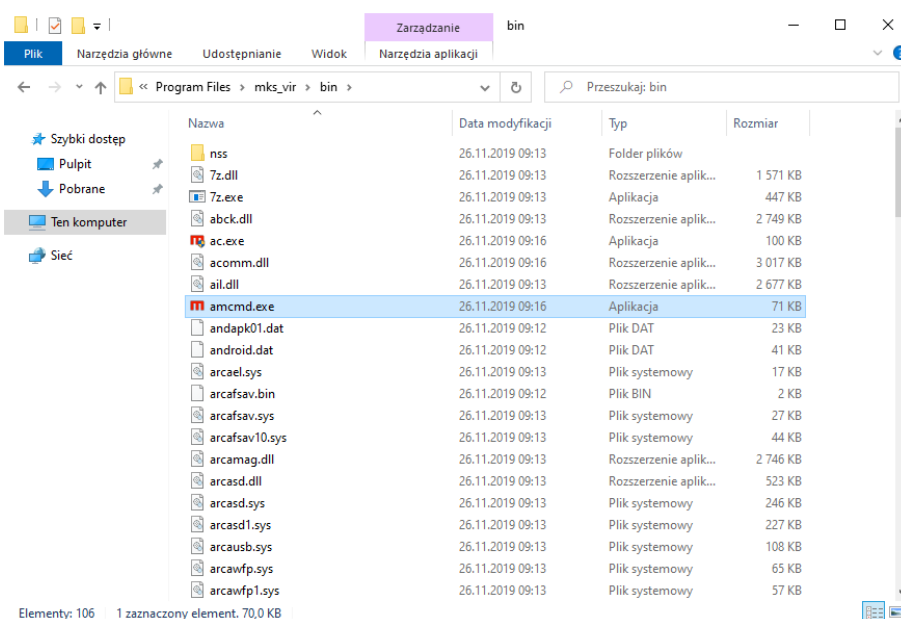 Zarządzanie bin
Plik Narzędzia główne Udostępnianie Widok Narzędzia aplikacji
« Program Files › mks_vir › bin › Przeszukaj: bin
Nazwa Data modyfikacji Typ Rozmiar
Szybki dostęp
Pulpit
Pobrane
Ten komputer
Sieć
nss 26.11.2019 09:13 Folder plików
7z.dll 26.11.2019 09:13 Rozszerzenie aplik... 1 571 KB
7z.exe 26.11.2019 09:13 Aplikacja 447 KB
abck.dll 26.11.2019 09:13 Rozszerzenie aplik... 2 749 KB
ac.exe 26.11.2019 09:16 Aplikacja 100 KB
acomm.dll 26.11.2019 09:16 Rozszerzenie aplik... 3 017 KB
ail.dll 26.11.2019 09:13 Rozszerzenie aplik... 2 677 KB
amcmd.exe 26.11.2019 09:16 Aplikacja 71 KB
andapk01.dat 26.11.2019 09:12 Plik DAT 23 KB
android.dat 26.11.2019 09:12 Plik DAT 41 KB
arcael.sys 26.11.2019 09:13 Plik systemowy 17 KB
arcafsav.bin 26.11.2019 09:12 Plik BIN 2 KB
arcafsav.sys 26.11.2019 09:13 Plik systemowy 27 KB
arcafsav10.sys 26.11.2019 09:13 Plik systemowy 44 KB
arcamag.dll 26.11.2019 09:13 Rozszerzenie aplik... 2 746 KB
arcasd.dll 26.11.2019 09:13 Rozszerzenie aplik... 523 KB
arcasd.sys 26.11.2019 09:13 Plik systemowy 246 KB
arcasd1.sys 26.11.2019 09:13 Plik systemowy 227 KB
arcausb.sys 26.11.2019 09:13 Plik systemowy 108 KB
arcawfp.sys 26.11.2019 09:13 Plik systemowy 65 KB
arcawfp1.sys 26.11.2019 09:13 Plik systemowy 57 KB
Elementy: 106 1 zaznaczony element. 70,0 KB